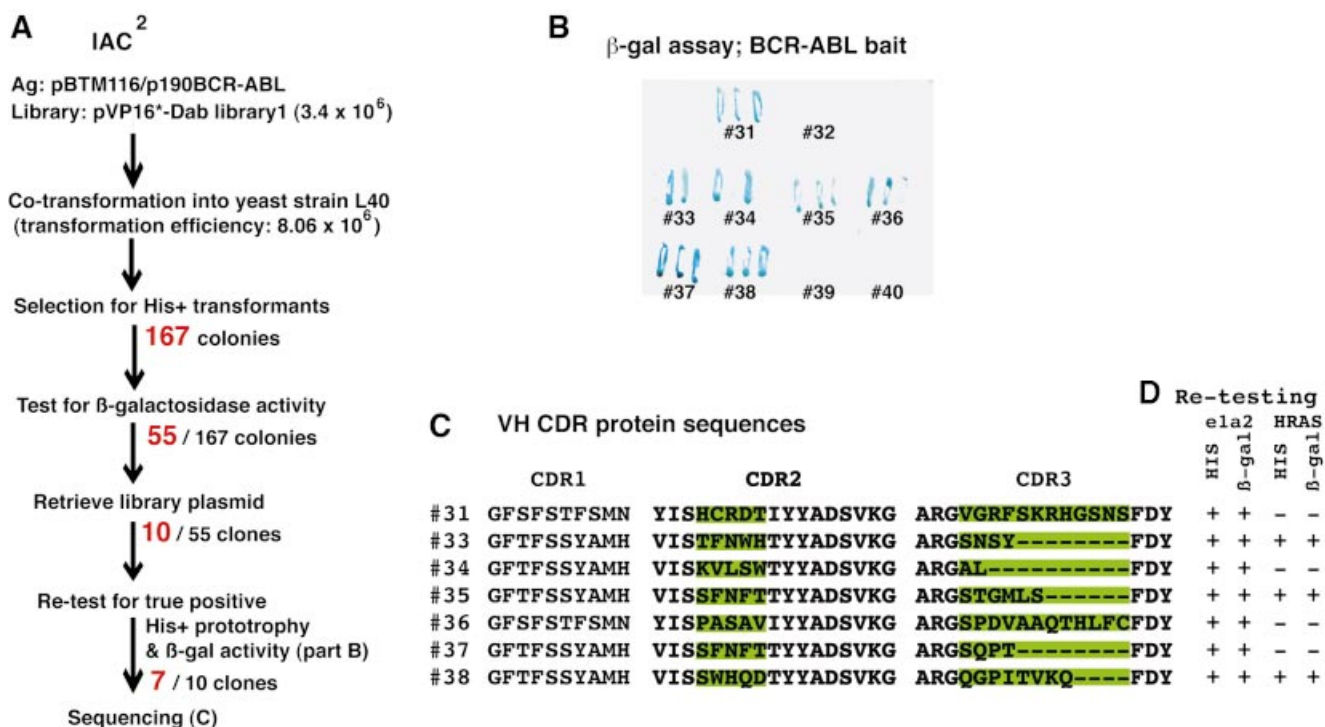 A
IAC 2
Ag: pBTM116/p190BCR-ABL
Library: pVP16*-Dab library1 (3.4 x 10 6)
Co-transformation into yeast strain L40
(transformation efficiency: 8.06 x 10 6)
Selection for His+ transformants
167 colonies
Test for ß-galactosidase activity
55 / 167 colonies
Retrieve library plasmid
10 / 55 clones
Re-test for true positive
His+ prototrophy
& ß-gal activity (part B)
7 / 10 clones
Sequencing (C)
B
β-gal assay; BCR-ABL bait
#31 #32
#33 #34 #35 #36
#37 #38 #39 #40
C VH CDR protein sequences
D Re-testing
e1a2 HRAS
HIS ß-gal HIS ß-gal
CDR1 CDR2 CDR3
#31 GFSFSTFSMN YISHCRDTIYYADSVKG ARGVGRFSKRHGSNSFDY + + - -
#33 GFTFSSYAMH VISTFNWHTYYADSVKG ARGSNSY--------FDY + + + +
#34 GFTFSSYAMH VISKVLSWTYYADSVKG ARGAL----------FDY + + - -
#35 GFTFSSYAMH VISSFNFTTYYADSVKG ARGSTGMLS------FDY + + + +
#36 GFSFSTFSMN YISPASAVIYYADSVKG ARGSPDVAAQTHLFCFDY + + - -
#37 GFTFSSYAMH VISSFNFTTYYADSVKG ARGSQPT--------FDY + + - -
#38 GFTFSSYAMH VISSWHQDTYYADSVKG ARGQGPITVKQ----FDY + + + +